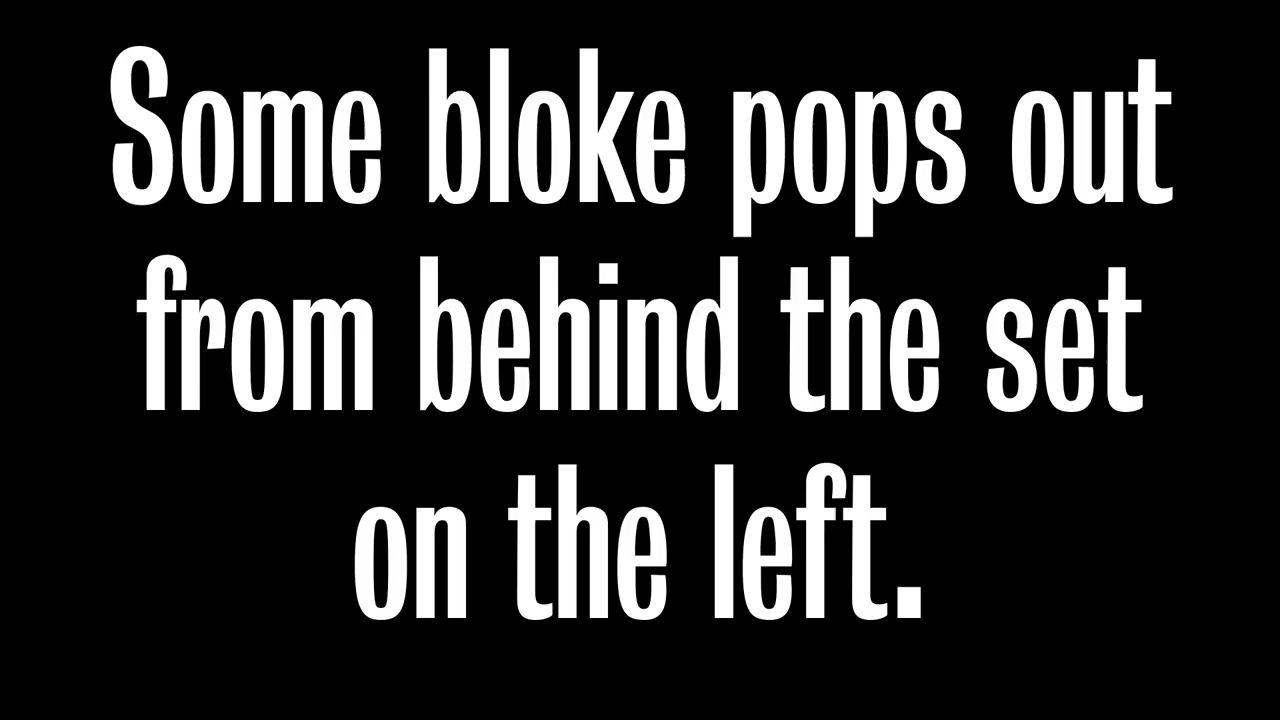 Some bloke pops out
from behind the set
on the left.